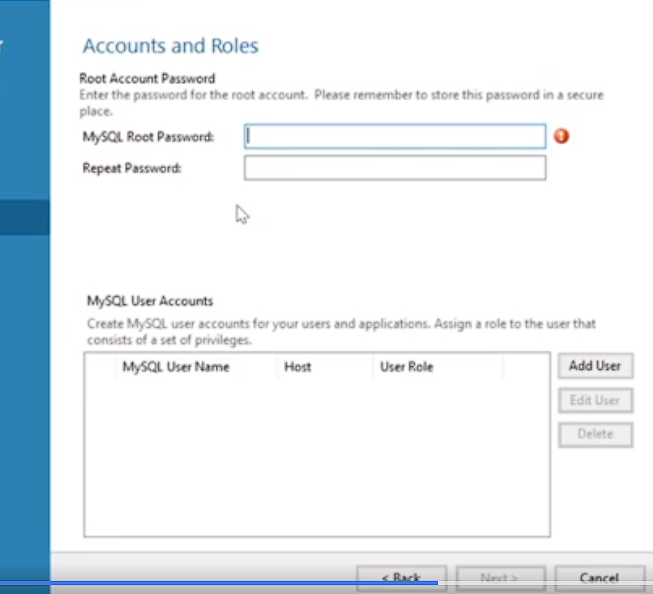 r
Accounts and Roles
Root Account Password
Enter the password for the root account. Please remember to store this password in a secure
place.
MySQL Root Password:
Repeat Password:
MySQL User Accounts
Create MySQL user accounts for your users and applications. Assign a role to the user that
consists of a set of privileges.
MySQL User Name Host User Role
Add User
Edit User
Delete
< Back Next > Cancel